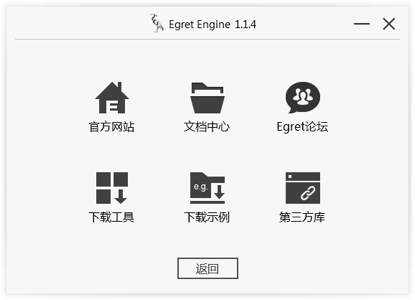 Egret Engine 1.1.4
官方网站
文档中心
Egret论坛
e.g.
下载工具
下载示例
第三方库
返回